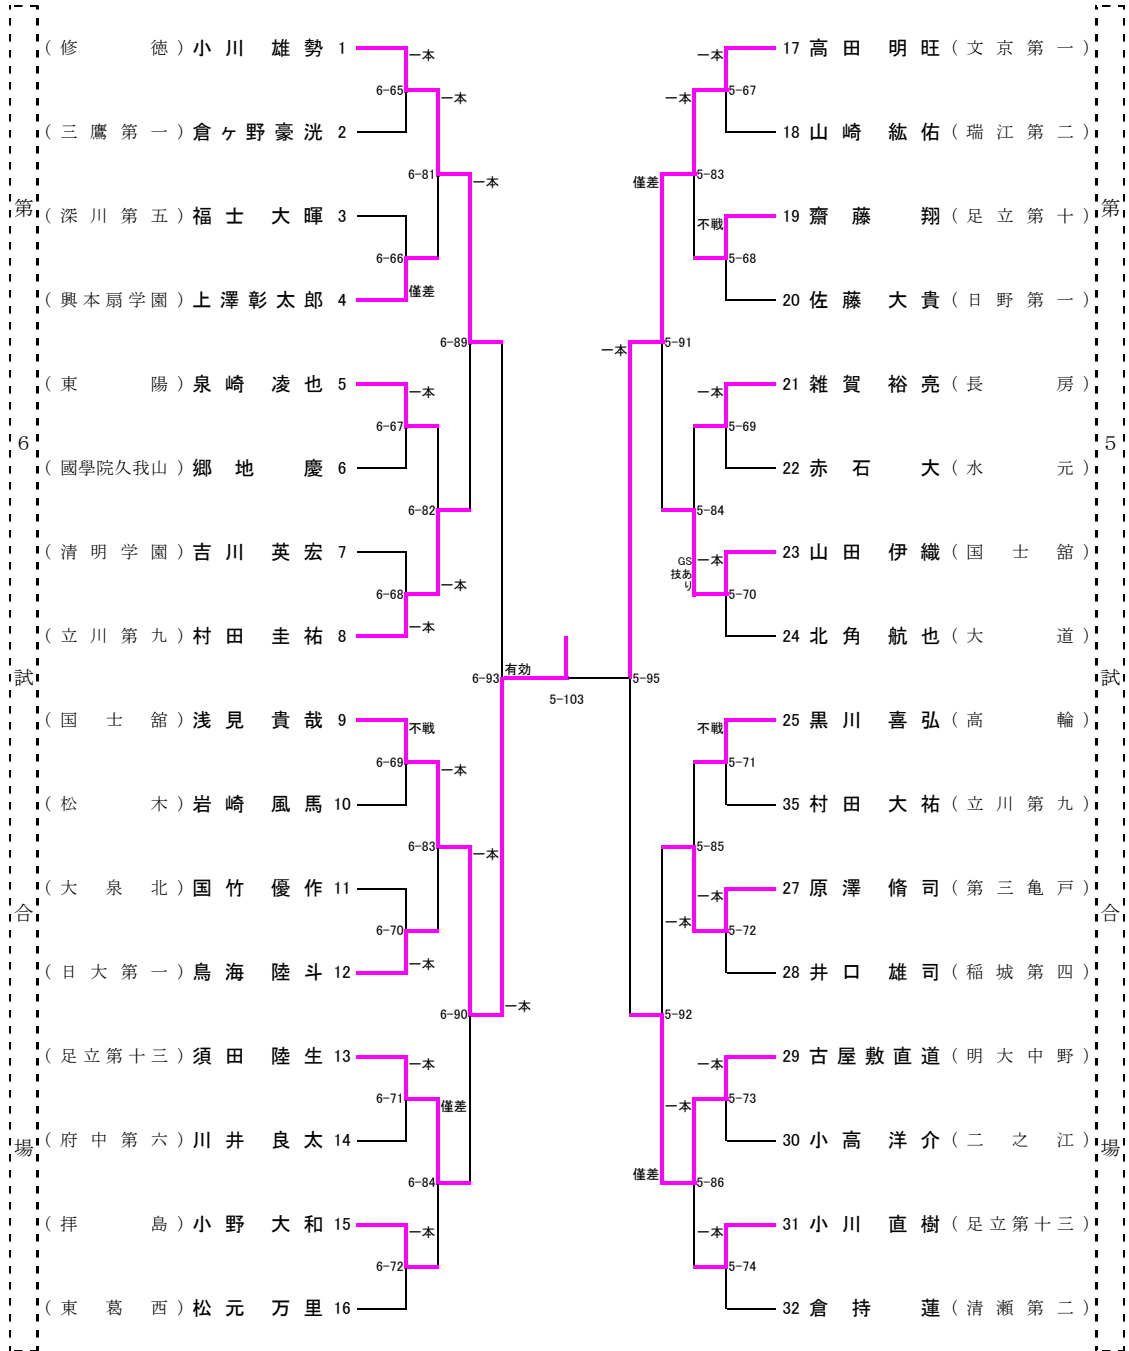 第6試合場
(修徳) 小川雄勢 1
一本
6-65
一本
(三鷹第一) 倉ヶ野豪洸 2
6-81
一本
(深川第五) 福士大暉 3
6-66
(興本扇学園) 上澤彰太郎 4
僅差
6-89
(東陽) 泉崎凌也 5
一本
6-67
(國學院久我山) 郷地慶 6
6-82
(清明学園) 吉川英宏 7
一本
6-68
(立川第九) 村田圭祐 8
一本
有効
6-93
(国士舘) 浅見貴哉 9
不戦
6-69
一本
(松木) 岩崎風馬 10
6-83
一本
(大泉北) 国竹優作 11
6-70
(日大第一) 鳥海陸斗 12
一本
一本
6-90
(足立第十三) 須田陸生 13
一本
6-71
僅差
(府中第六) 川井良太 14
6-84
(拝島) 小野大和 15
一本
6-72
(東葛西) 松元万里 16
5-103
17 高田明旺 (文京第一)
一本
5-67
一本
18 山崎紘佑 (瑞江第二)
5-83
僅差
19 齋藤翔 (足立第十)
不戦
5-68
20 佐藤大貴 (日野第一)
5-91
一本
21 雑賀裕亮 (長房)
一本
5-69
22 赤石大 (水元)
5-84
23 山田伊織 (国士舘)
一本
GS
技あ
り
5-70
24 北角航也 (大道)
5-95
25 黒川喜弘 (高輪)
不戦
5-71
35 村田大祐 (立川第九)
5-85
27 原澤脩司 (第三亀戸)
一本
一本
5-72
28 井口雄司 (稲城第四)
5-92
29 古屋敷直道 (明大中野)
一本
5-73
一本
30 小高洋介 (二之江)
僅差
5-86
31 小川直樹 (足立第十三)
一本
5-74
32 倉持蓮 (清瀬第二)
第5試合場